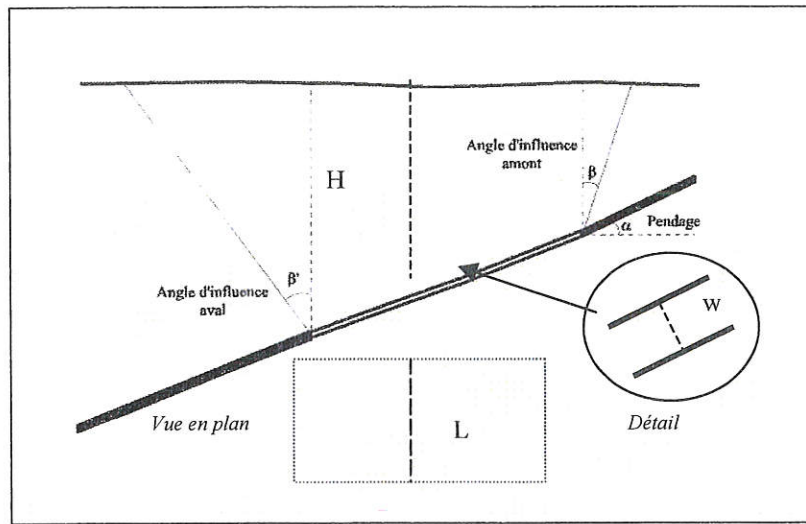 Angle d'influence
amont
H
β
α
Pendage
β'
Angle d'influence
aval
W
Vue en plan
L
Détail